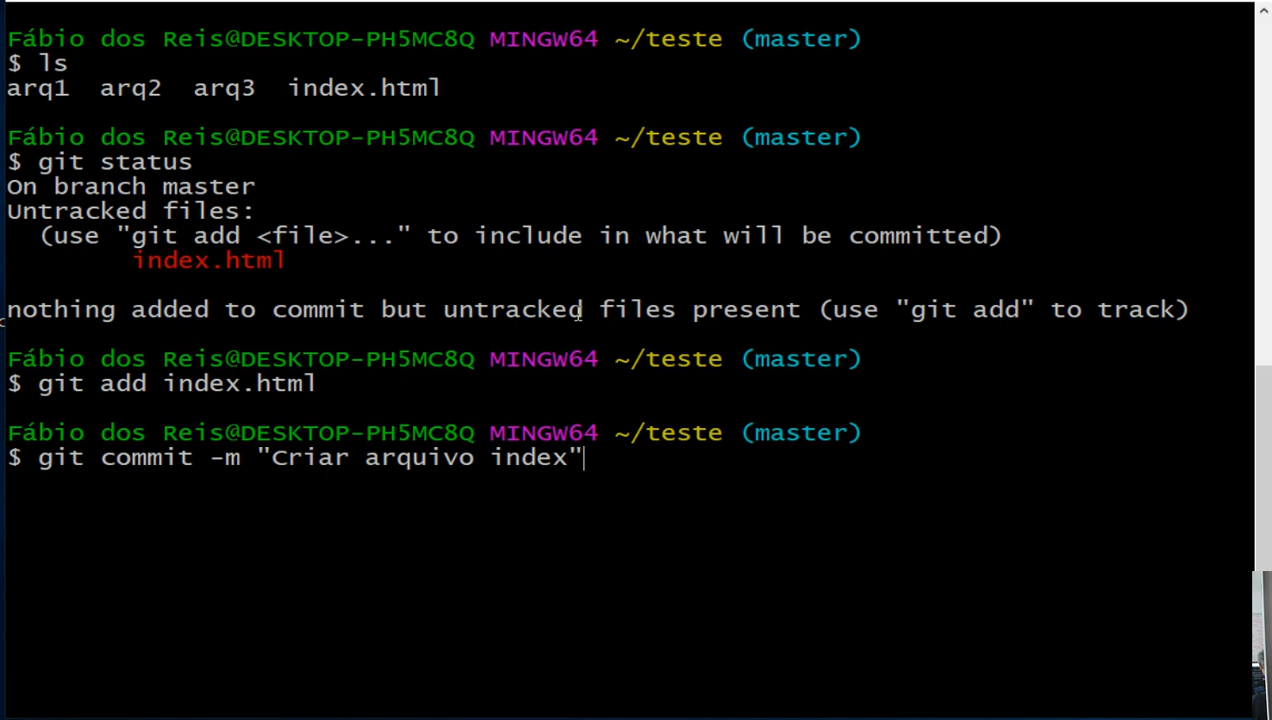 Fábio dos Reis@DESKTOP-PH5MC8Q MINGW64 ~/teste (master)
$ ls
arq1  arq2  arq3  index.html
Fábio dos Reis@DESKTOP-PH5MC8Q MINGW64 ~/teste (master)
$ git status
On branch master
Untracked files:
  (use "git add <file>..." to include in what will be committed)
        index.html
nothing added to commit but untracked files present (use "git add" to track)
Fábio dos Reis@DESKTOP-PH5MC8Q MINGW64 ~/teste (master)
$ git add index.html
Fábio dos Reis@DESKTOP-PH5MC8Q MINGW64 ~/teste (master)
$ git commit -m "Criar arquivo index"